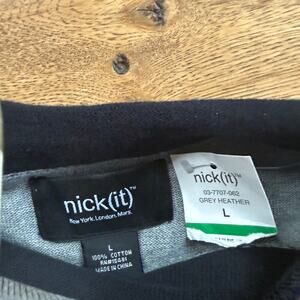 nick(it)™
New York. London. Mars.
L
100% COTTON
MADE IN CHINA
nick(it)™
03-7707-062
GREY HEATHER
L